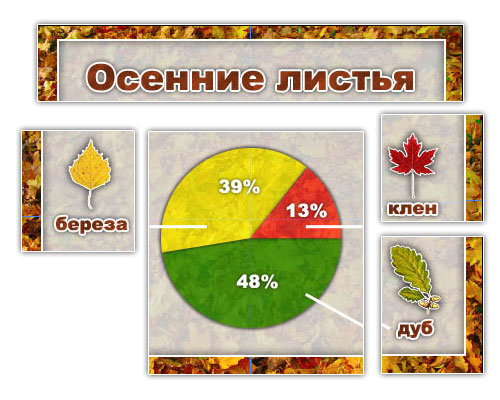 Осенние листья
береза
39%
13%
клен
48%
дуб